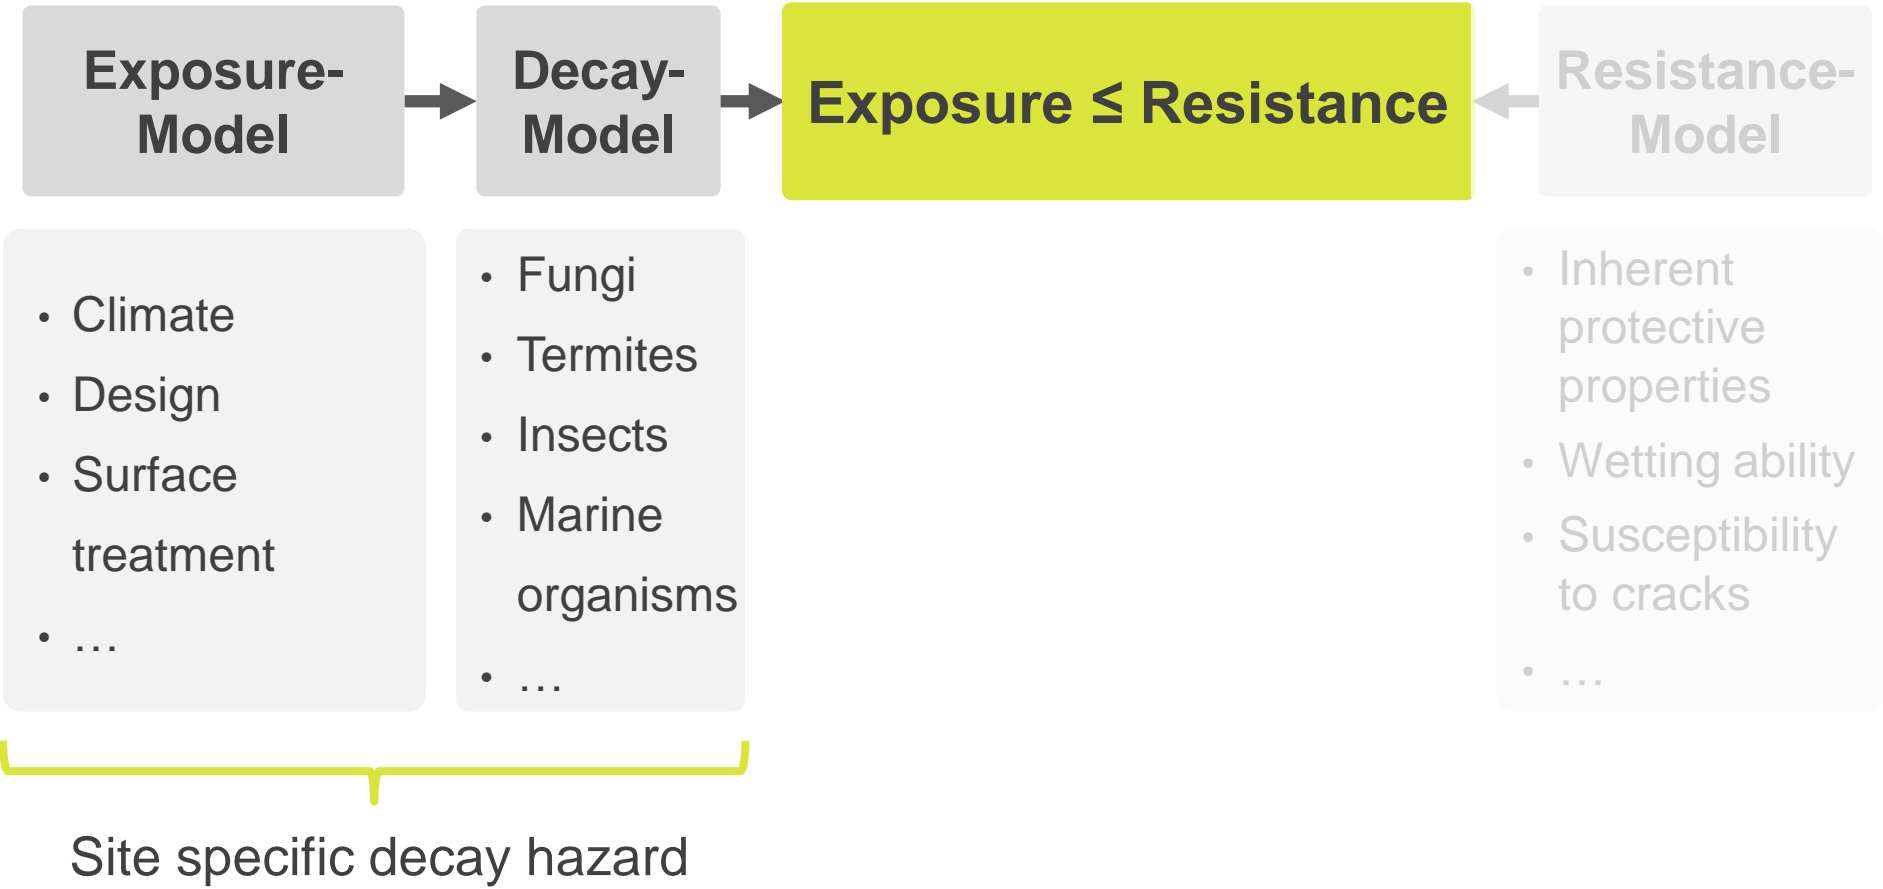 Exposure-
Model
Decay-
Model
Exposure ≤ Resistance
Resistance-
Model
• Climate
• Design
• Surface
treatment
• …
• Fungi
• Termites
• Insects
• Marine
organisms
• …
• Inherent
protective
properties
• Wetting ability
• Susceptibility
to cracks
• …
Site specific decay hazard